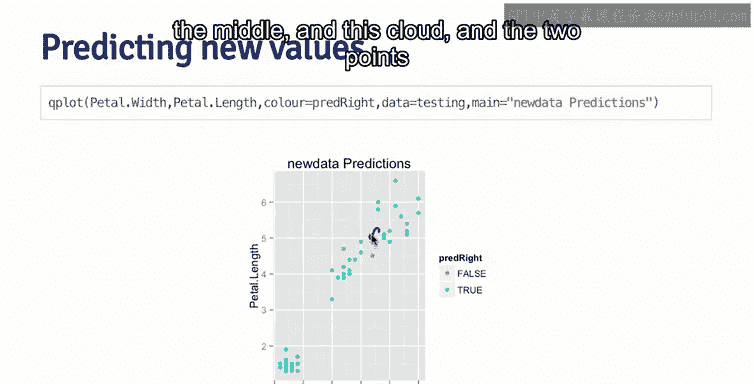 the middle, and this cloud, and the two
points
Predicting new values
qplot(Petal.Width,Petal.Length,colour=predRight,data=testing,main="newdata Predictions")
newdata Predictions
6
5
4
3
2
Petal.Length
predRight
FALSE
TRUE